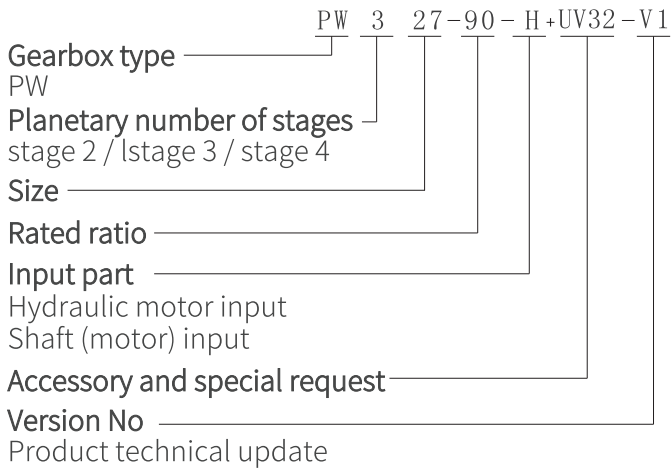 PW 3 27-90-H+UV32-V1
Gearbox type
PW
Planetary number of stages
stage 2 / lstage 3 / stage 4
Size
Rated ratio
Input part
Hydraulic motor input
Shaft (motor) input
Accessory and special request
Version No
Product technical update